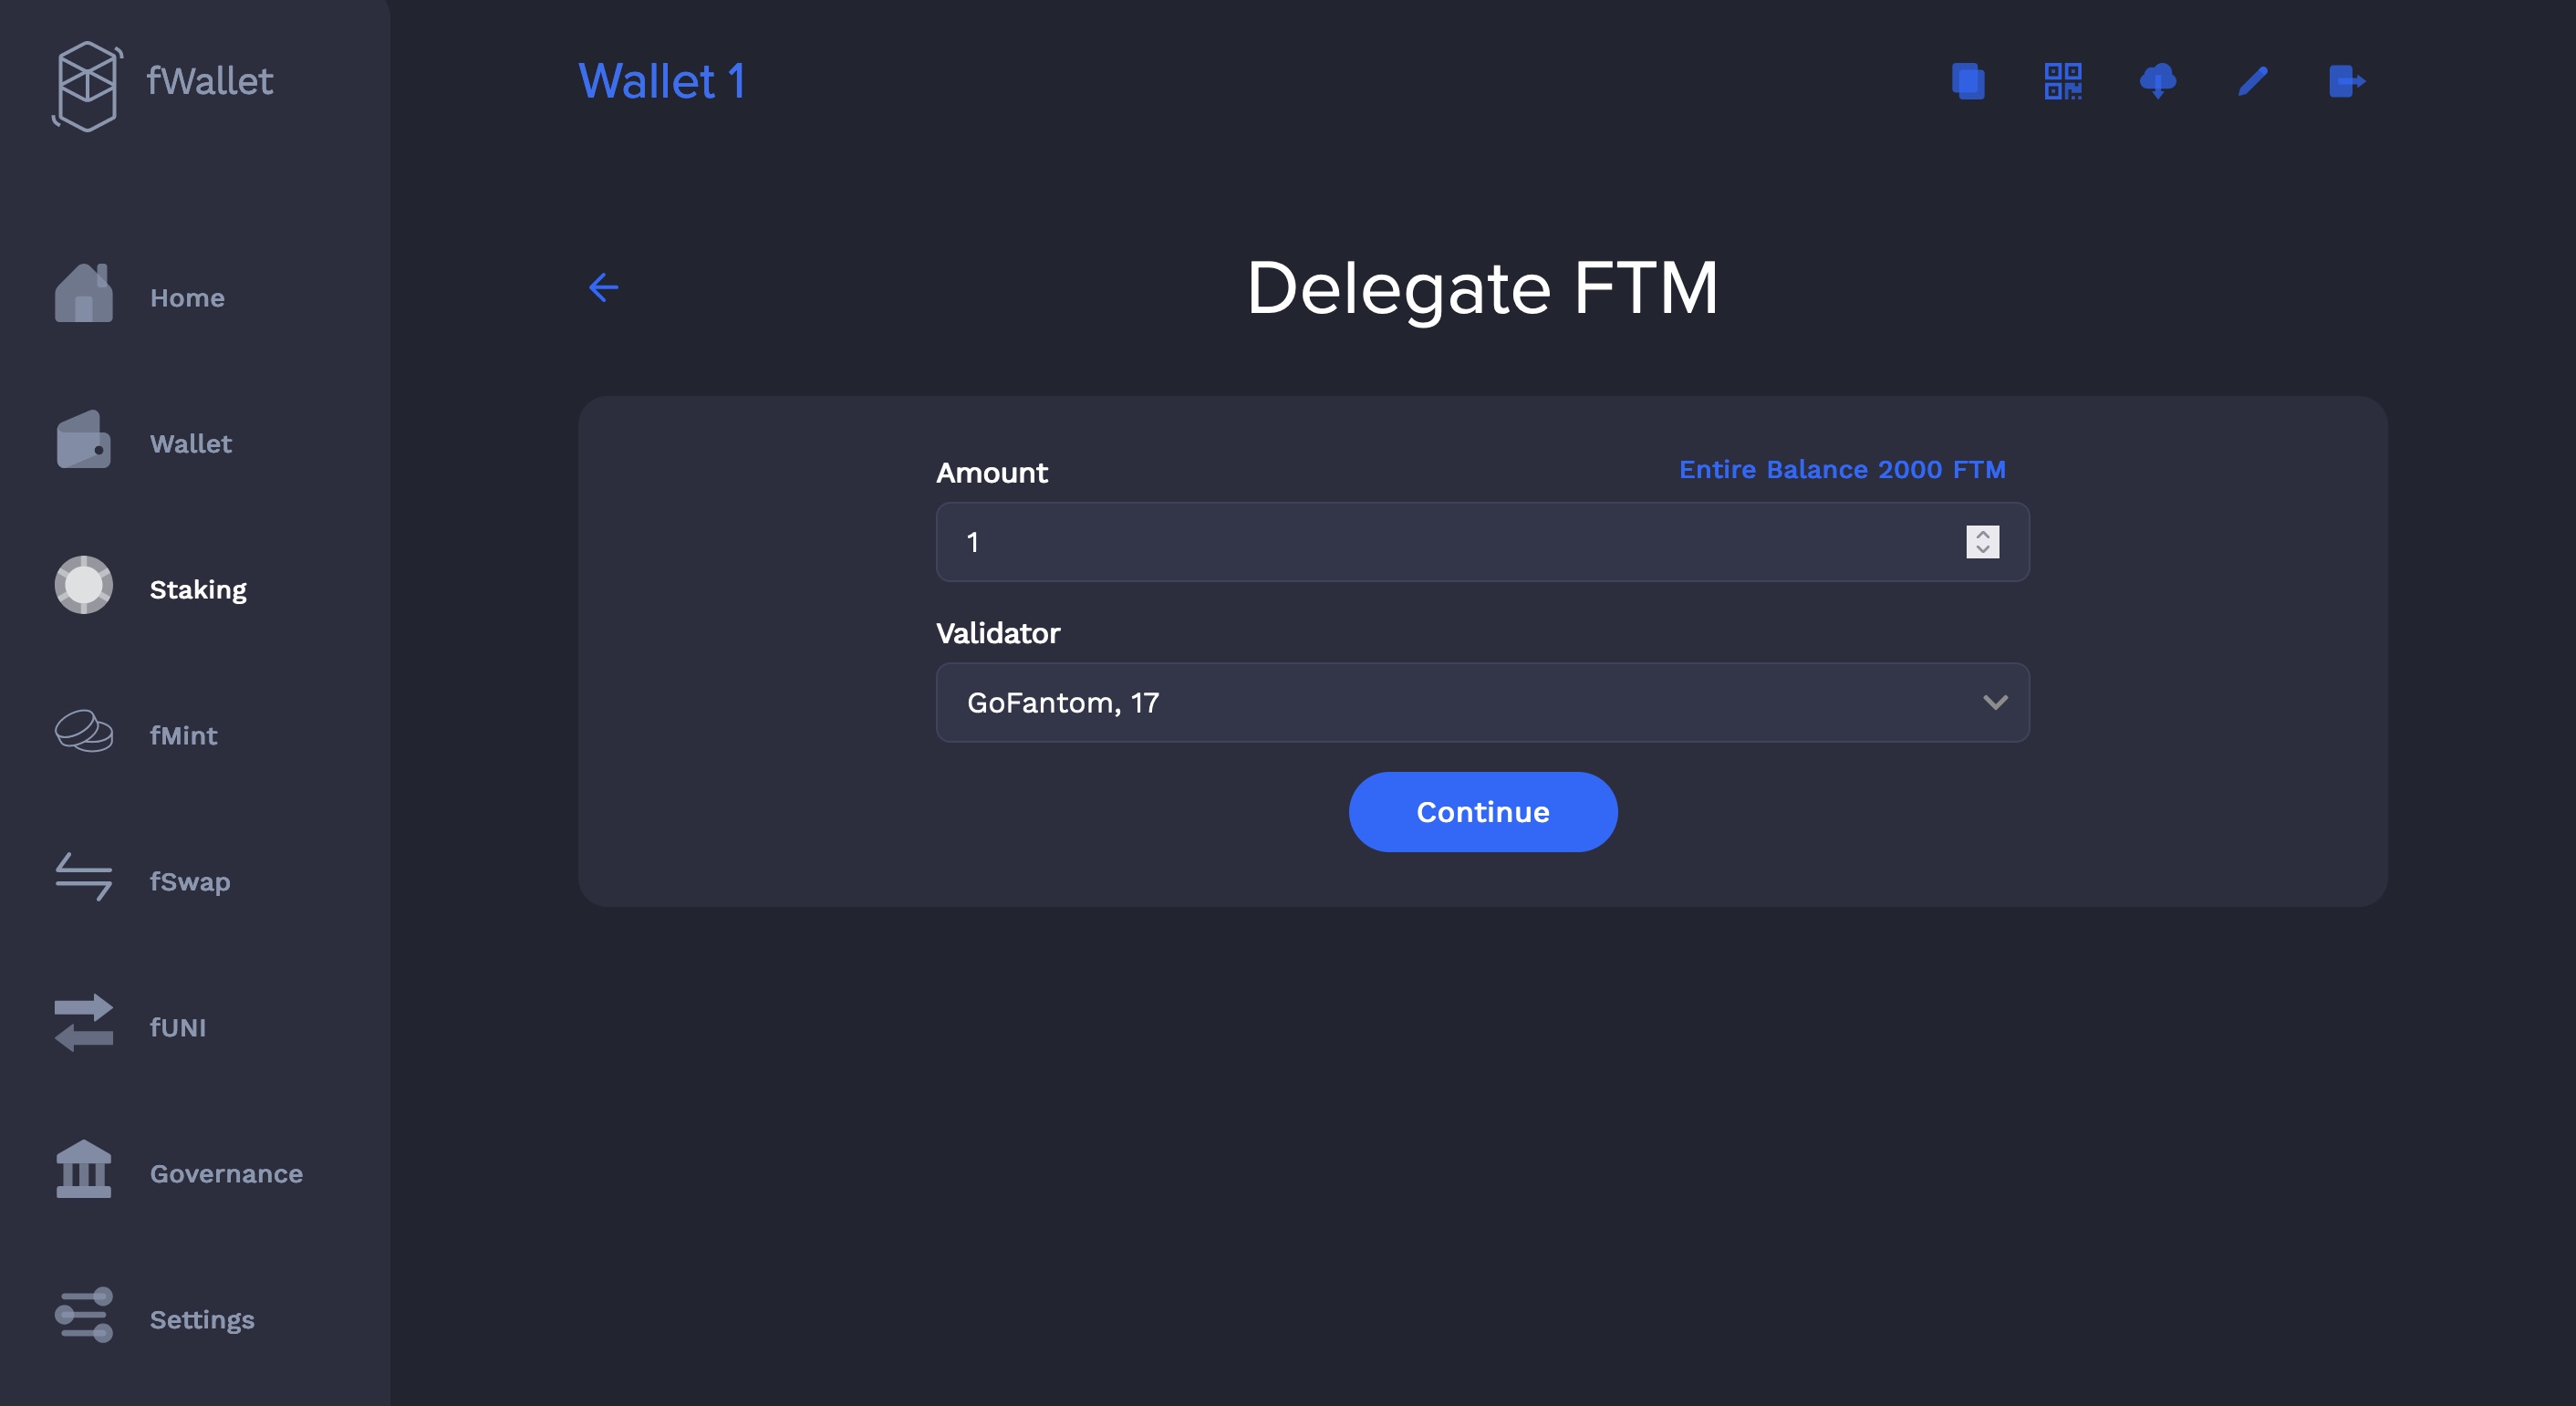 fWallet
Home
Wallet
Staking
fMint
fSwap
fUNI
Governance
Settings
Wallet 1
Delegate FTM
Amount
Entire Balance 2000 FTM
1
Validator
GoFantom, 17
Continue